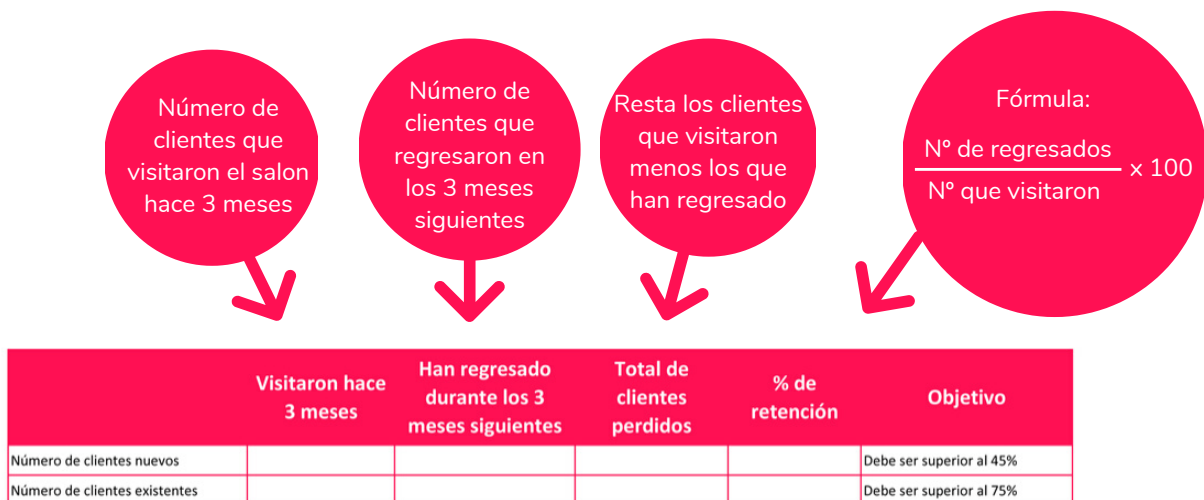 Número de
clientes que
visitaron el salon
hace 3 meses
Número de
clientes que
regresaron en
los 3 meses
siguientes
Resta los clientes
que visitaron
menos los que
han regresado
Fórmula:
Nº de regresados
x 100
Nº que visitaron
Visitaron hace
3 meses
Han regresado
durante los 3
meses siguientes
Total de
clientes
perdidos
% de
retención
Objetivo
Número de clientes nuevos
Debe ser superior al 45%
Número de clientes existentes
Debe ser superior al 75%